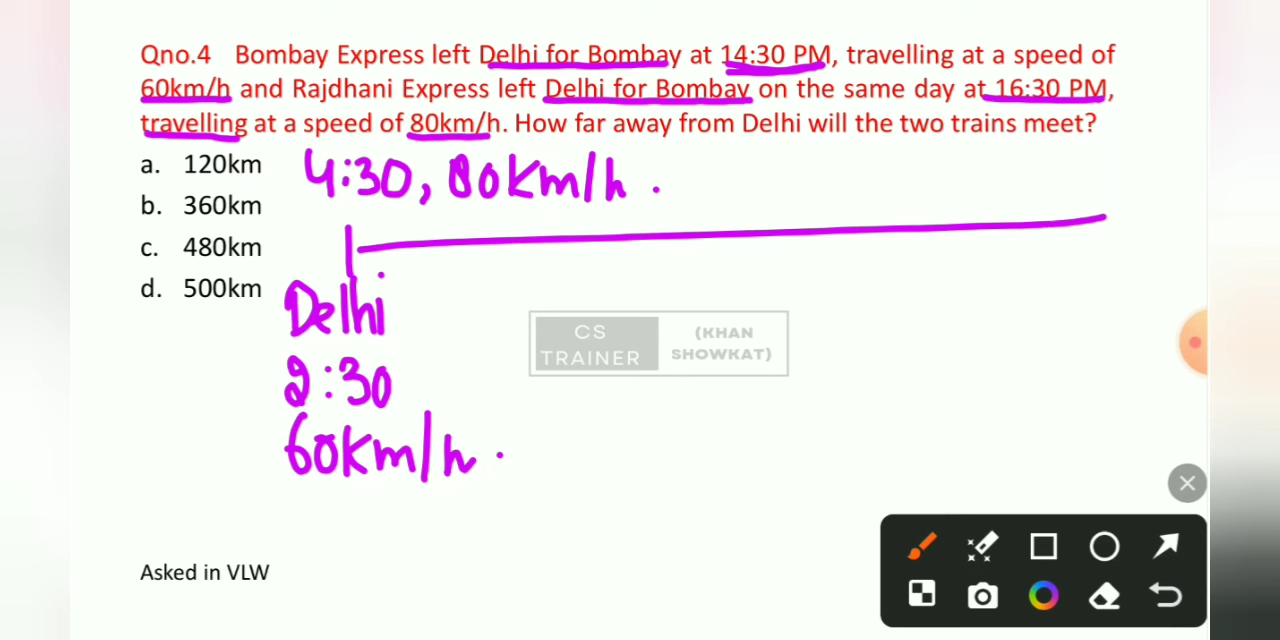 Qno.4 Bombay Express left Delhi for Bombay at 14:30 PM, travelling at a speed of
60km/h and Rajdhani Express left Delhi for Bombay on the same day at 16:30 PM,
travelling at a speed of 80km/h. How far away from Delhi will the two trains meet?
a. 120km
4:30, 80km/h.
b. 360km
c. 480km
d. 500km
Delhi
2:30
60km/h.
CS
TRAINER
(KHAN
SHOWKAT)
Asked in VLW